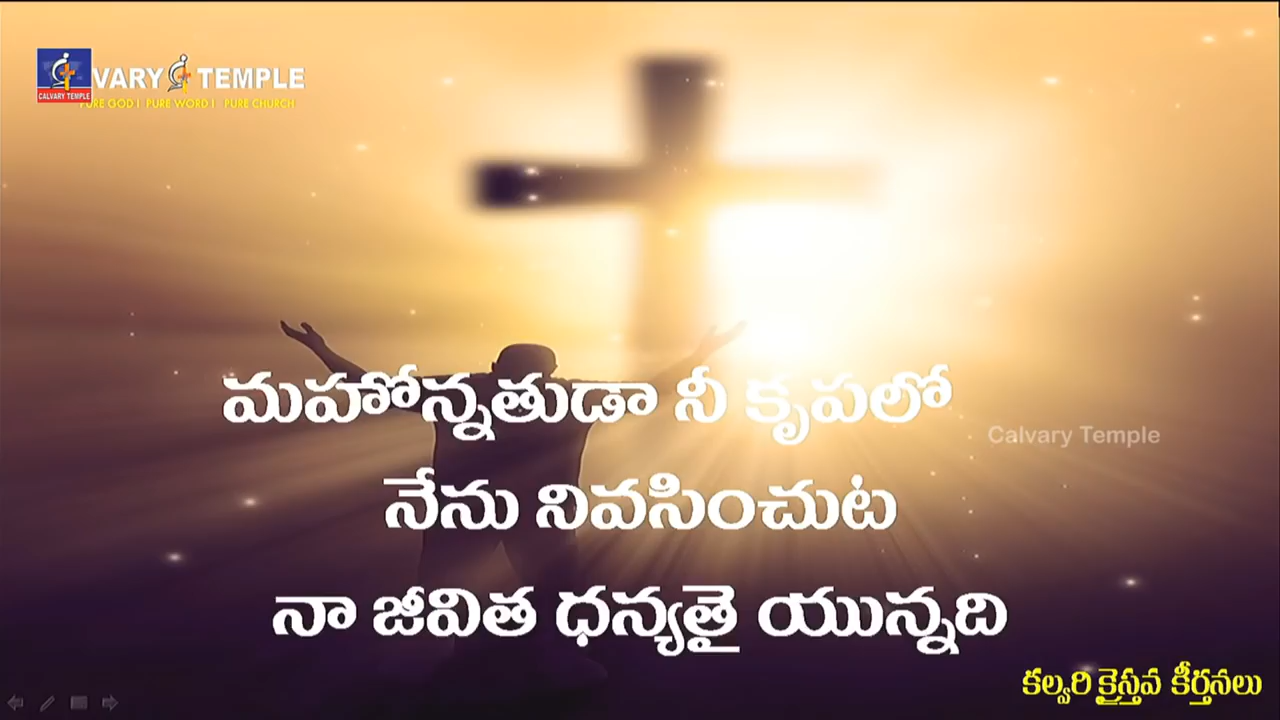 VARY TEMPLE
CALVARY TEMPLE
PURE GOD I PURE WORD I PURE CHURCH
మహోన్నతుడా నీ కృపలో
Calvary Temple
నేను నివసించుట
నా జీవిత ధన్యతై యున్నది
కల్వరి క్రైస్తవ కీర్తనలు